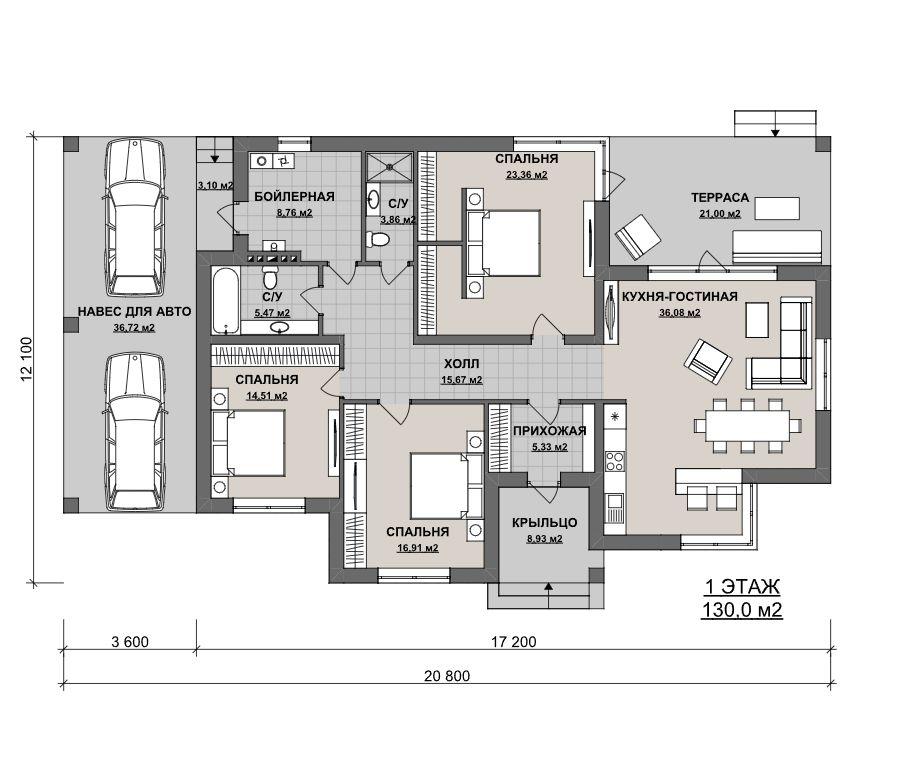 СПАЛЬНЯ
23,36 м2
3,10 м2
БОЙЛЕРНАЯ
8,76 м2
С/У
3,86 м2
ТЕРРАСА
21,00 м2
С/У
5,47 м2
КУХНЯ-ГОСТИНАЯ
36,08 м2
НАВЕС ДЛЯ АВТО
36,72 м2
12 100
ХОЛЛ
15,67 м2
СПАЛЬНЯ
14,51 м2
ПРИХОЖАЯ
5,33 м2
СПАЛЬНЯ
16,91 м2
КРЫЛЬЦО
8,93 м2
1 ЭТАЖ
130,0 м2
3 600
17 200
20 800